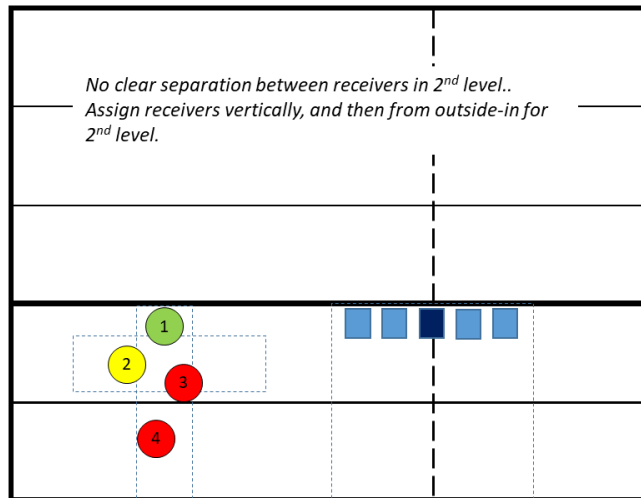 No clear separation between receivers in 2nd level..
Assign receivers vertically, and then from outside-in for
2nd level.
1
2
3
4